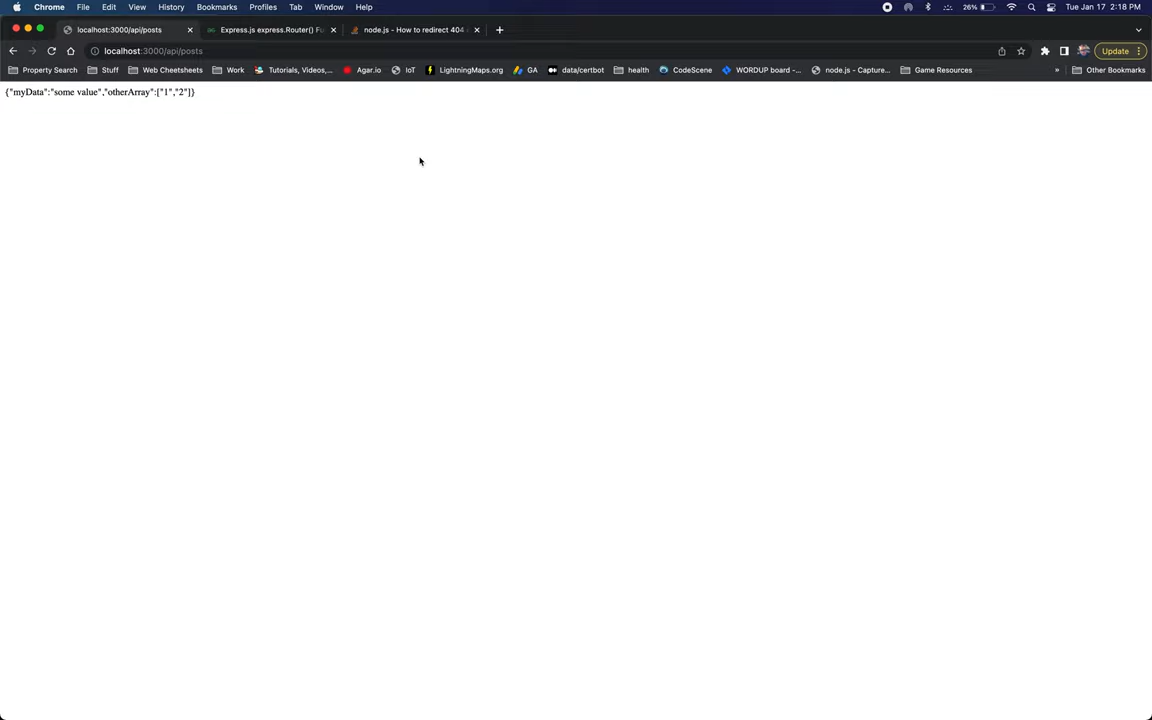 Chrome File Edit View History Bookmarks Profiles Tab Window Help 26% Tue Jan 17 2:18 PM
localhost:3000/api/posts Express.js express.Router() Fu node.js - How to redirect 404
localhost:3000/api/posts Update
Property Search Stuff Web Cheetsheets Work Tutorials, Videos,... Agar.io IoT LightningMaps.org GA data/certbot health CodeScene WORDUP board -... node.js - Capture... Game Resources » Other Bookmarks
{"myData":"some value","otherArray":["1","2"]}